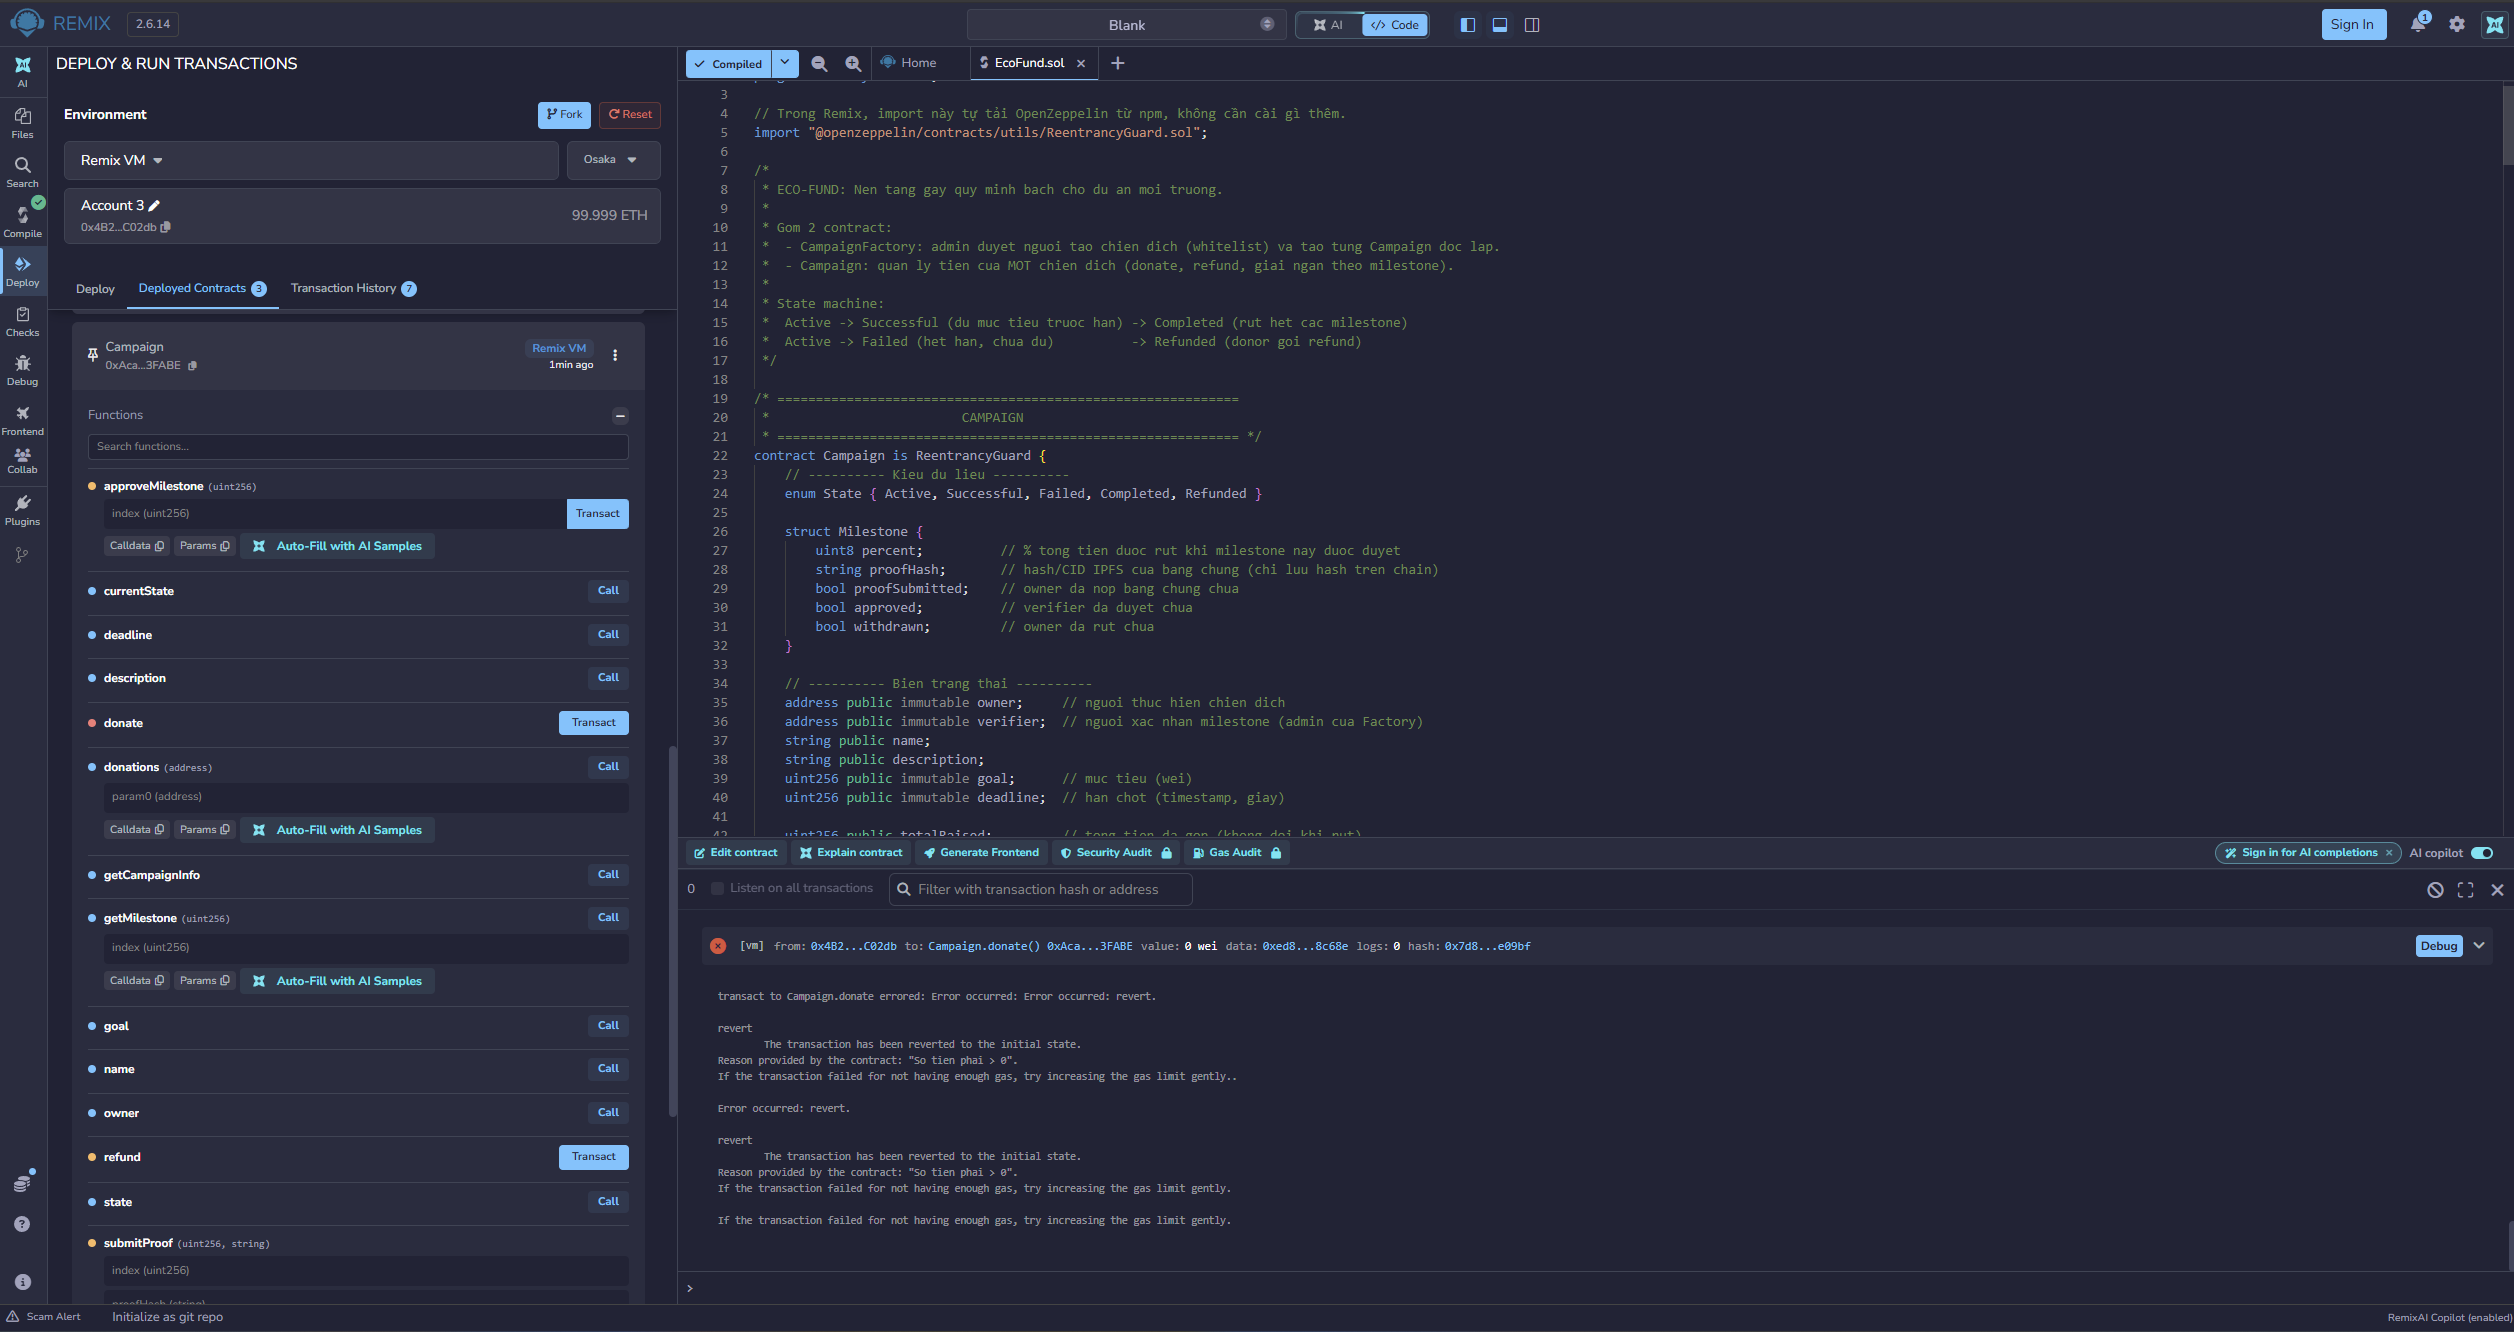 REMIX 2.6.14
Blank
AI </> Code
Sign In
1
AI
AI
Files
Search
Compile
Deploy
Checks
Debug
Frontend
Collab
Plugins
DEPLOY & RUN TRANSACTIONS
Environment Fork Reset
Remix VM Osaka
Account 3 99.999 ETH
0x4B2...C02db
Deploy Deployed Contracts 3 Transaction History 7
Campaign Remix VM
0xAca...3FABE 1min ago
Functions
Search functions...
approveMilestone (uint256)
index (uint256) Transact
Calldata Params Auto-Fill with AI Samples
currentState Call
deadline Call
description Call
donate Transact
donations (address) Call
param0 (address)
Calldata Params Auto-Fill with AI Samples
getCampaignInfo Call
getMilestone (uint256) Call
index (uint256)
Calldata Params Auto-Fill with AI Samples
goal Call
name Call
owner Call
refund Transact
state Call
submitProof (uint256, string)
index (uint256)
proofHash (string)
Compiled Home EcoFund.sol × +
3
4 // Trong Remix, import này tự tải OpenZeppelin từ npm, không cần cài gì thêm.
5 import "@openzeppelin/contracts/utils/ReentrancyGuard.sol";
6
7 /*
8 * ECO-FUND: Nen tang gay quy minh bach cho du an moi truong.
9 *
10 * Gom 2 contract:
11 * - CampaignFactory: admin duyet nguoi tao chien dich (whitelist) va tao tung Campaign doc lap.
12 * - Campaign: quan ly tien cua MOT chien dich (donate, refund, giai ngan theo milestone).
13 *
14 * State machine:
15 * Active -> Successful (du muc tieu truoc han) -> Completed (rut het cac milestone)
16 * Active -> Failed (het han, chua du) -> Refunded (donor goi refund)
17 */
18
19 /* ============================================================
20 * CAMPAIGN
21 * ============================================================ */
22 contract Campaign is ReentrancyGuard {
23 // ---------- Kieu du lieu ----------
24 enum State { Active, Successful, Failed, Completed, Refunded }
25
26 struct Milestone {
27 uint8 percent; // % tong tien duoc rut khi milestone nay duoc duyet
28 string proofHash; // hash/CID IPFS cua bang chung (chi luu hash tren chain)
29 bool proofSubmitted; // owner da nop bang chung chua
30 bool approved; // verifier da duyet chua
31 bool withdrawn; // owner da rut chua
32 }
33
34 // ---------- Bien trang thai ----------
35 address public immutable owner; // nguoi thuc hien chien dich
36 address public immutable verifier; // nguoi xac nhan milestone (admin cua Factory)
37 string public name;
38 string public description;
39 uint256 public immutable goal; // muc tieu (wei)
40 uint256 public immutable deadline; // han chot (timestamp, giay)
41
42 uint256 public totalRaised; // tong tien da gop (khong doi khi rut)
Edit contract Explain contract Generate Frontend Security Audit Gas Audit Sign in for AI completions × AI copilot
0 Listen on all transactions Filter with transaction hash or address
[vm] from: 0x4B2...C02db to: Campaign.donate() 0xAca...3FABE value: 0 wei data: 0xed8...8c68e logs: 0 hash: 0x7d8...e09bf Debug
transact to Campaign.donate errored: Error occurred: Error occurred: revert.
revert
The transaction has been reverted to the initial state.
Reason provided by the contract: "So tien phai > 0".
If the transaction failed for not having enough gas, try increasing the gas limit gently..
Error occurred: revert.
revert
The transaction has been reverted to the initial state.
Reason provided by the contract: "So tien phai > 0".
If the transaction failed for not having enough gas, try increasing the gas limit gently.
If the transaction failed for not having enough gas, try increasing the gas limit gently.
>
Scam Alert Initialize as git repo RemixAI Copilot (enabled)